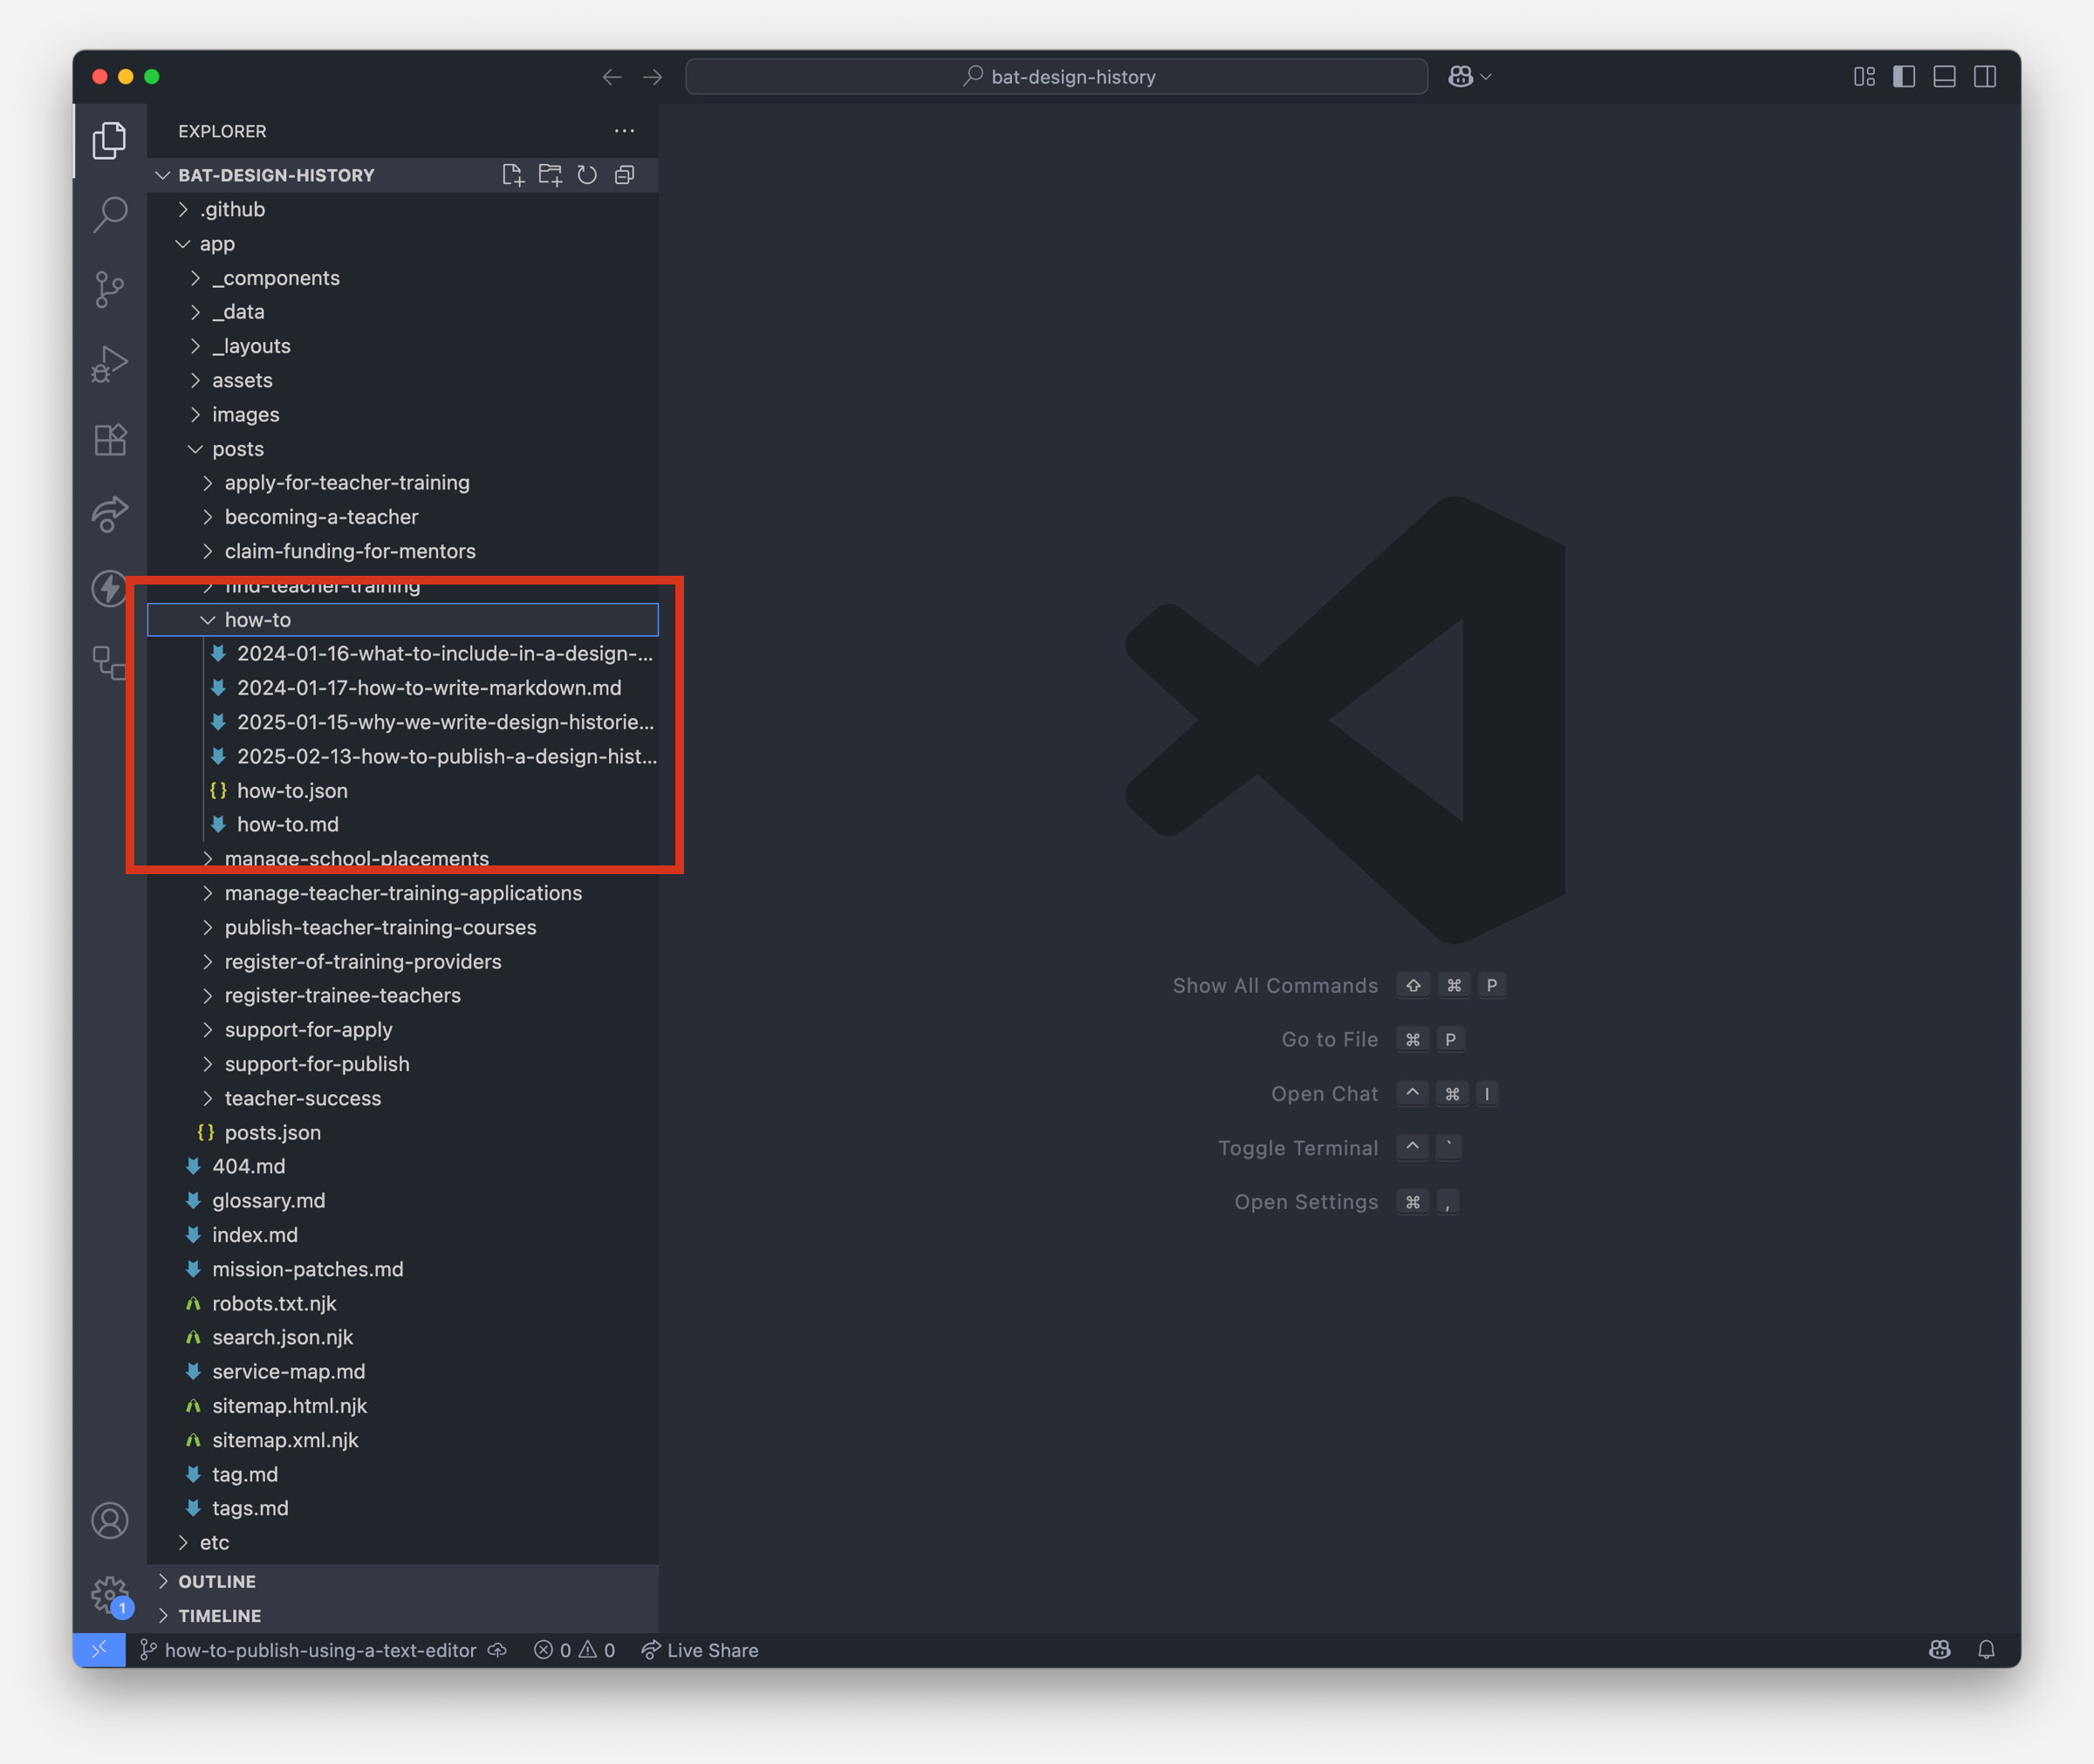 bat-design-history
EXPLORER
BAT-DESIGN-HISTORY
.github
app
_components
_data
_layouts
assets
images
posts
apply-for-teacher-training
becoming-a-teacher
claim-funding-for-mentors
find-teacher-training
how-to
2024-01-16-what-to-include-in-a-design-...
2024-01-17-how-to-write-markdown.md
2025-01-15-why-we-write-design-historie...
2025-02-13-how-to-publish-a-design-hist...
{} how-to.json
how-to.md
manage-school-placements
manage-teacher-training-applications
publish-teacher-training-courses
register-of-training-providers
register-trainee-teachers
support-for-apply
support-for-publish
teacher-success
{} posts.json
404.md
glossary.md
index.md
mission-patches.md
robots.txt.njk
search.json.njk
service-map.md
sitemap.html.njk
sitemap.xml.njk
tag.md
tags.md
etc
OUTLINE
1
TIMELINE
Show All Commands ⇧ ⌘ P
Go to File ⌘ P
Open Chat ^ ⌘ I
Toggle Terminal ^ `
Open Settings ⌘ ,
how-to-publish-using-a-text-editor 0 0 Live Share